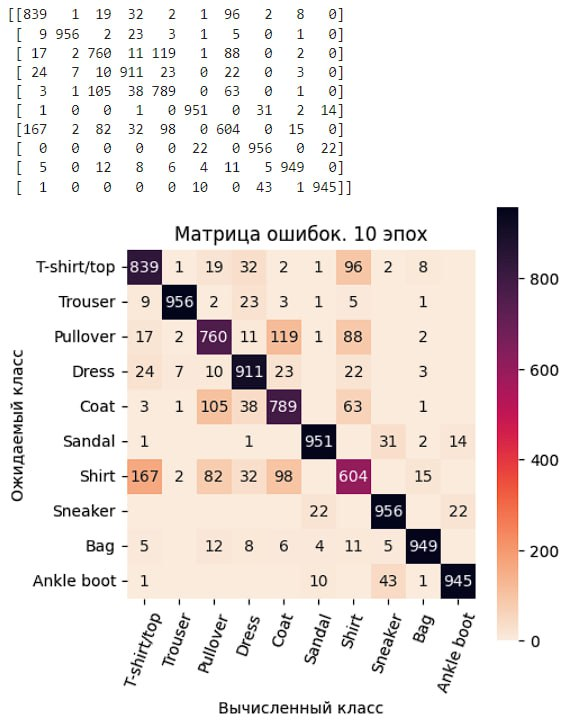 [[839 1 19 32 2 1 96 2 8 0]
[ 9 956 2 23 3 1 5 0 1 0]
[ 17 2 760 11 119 1 88 0 2 0]
[ 24 7 10 911 23 0 22 0 3 0]
[ 3 1 105 38 789 0 63 0 1 0]
[ 1 0 0 1 0 951 0 31 2 14]
[167 2 82 32 98 0 604 0 15 0]
[ 0 0 0 0 0 22 0 956 0 22]
[ 5 0 12 8 6 4 11 5 949 0]
[ 1 0 0 0 0 10 0 43 1 945]]
Матрица ошибок. 10 эпох
Ожидаемый класс
T-shirt/top 839 1 19 32 2 1 96 2 8
Trouser 9 956 2 23 3 1 5 1
Pullover 17 2 760 11 119 1 88 2
Dress 24 7 10 911 23 22 3
Coat 3 1 105 38 789 63 1
Sandal 1 1 951 31 2 14
Shirt 167 2 82 32 98 604 15
Sneaker 22 956 22
Bag 5 12 8 6 4 11 5 949
Ankle boot 1 10 43 1 945
T-shirt/top Trouser Pullover Dress Coat Sandal Shirt Sneaker Bag Ankle boot
Вычисленный класс
800
600
400
200
0